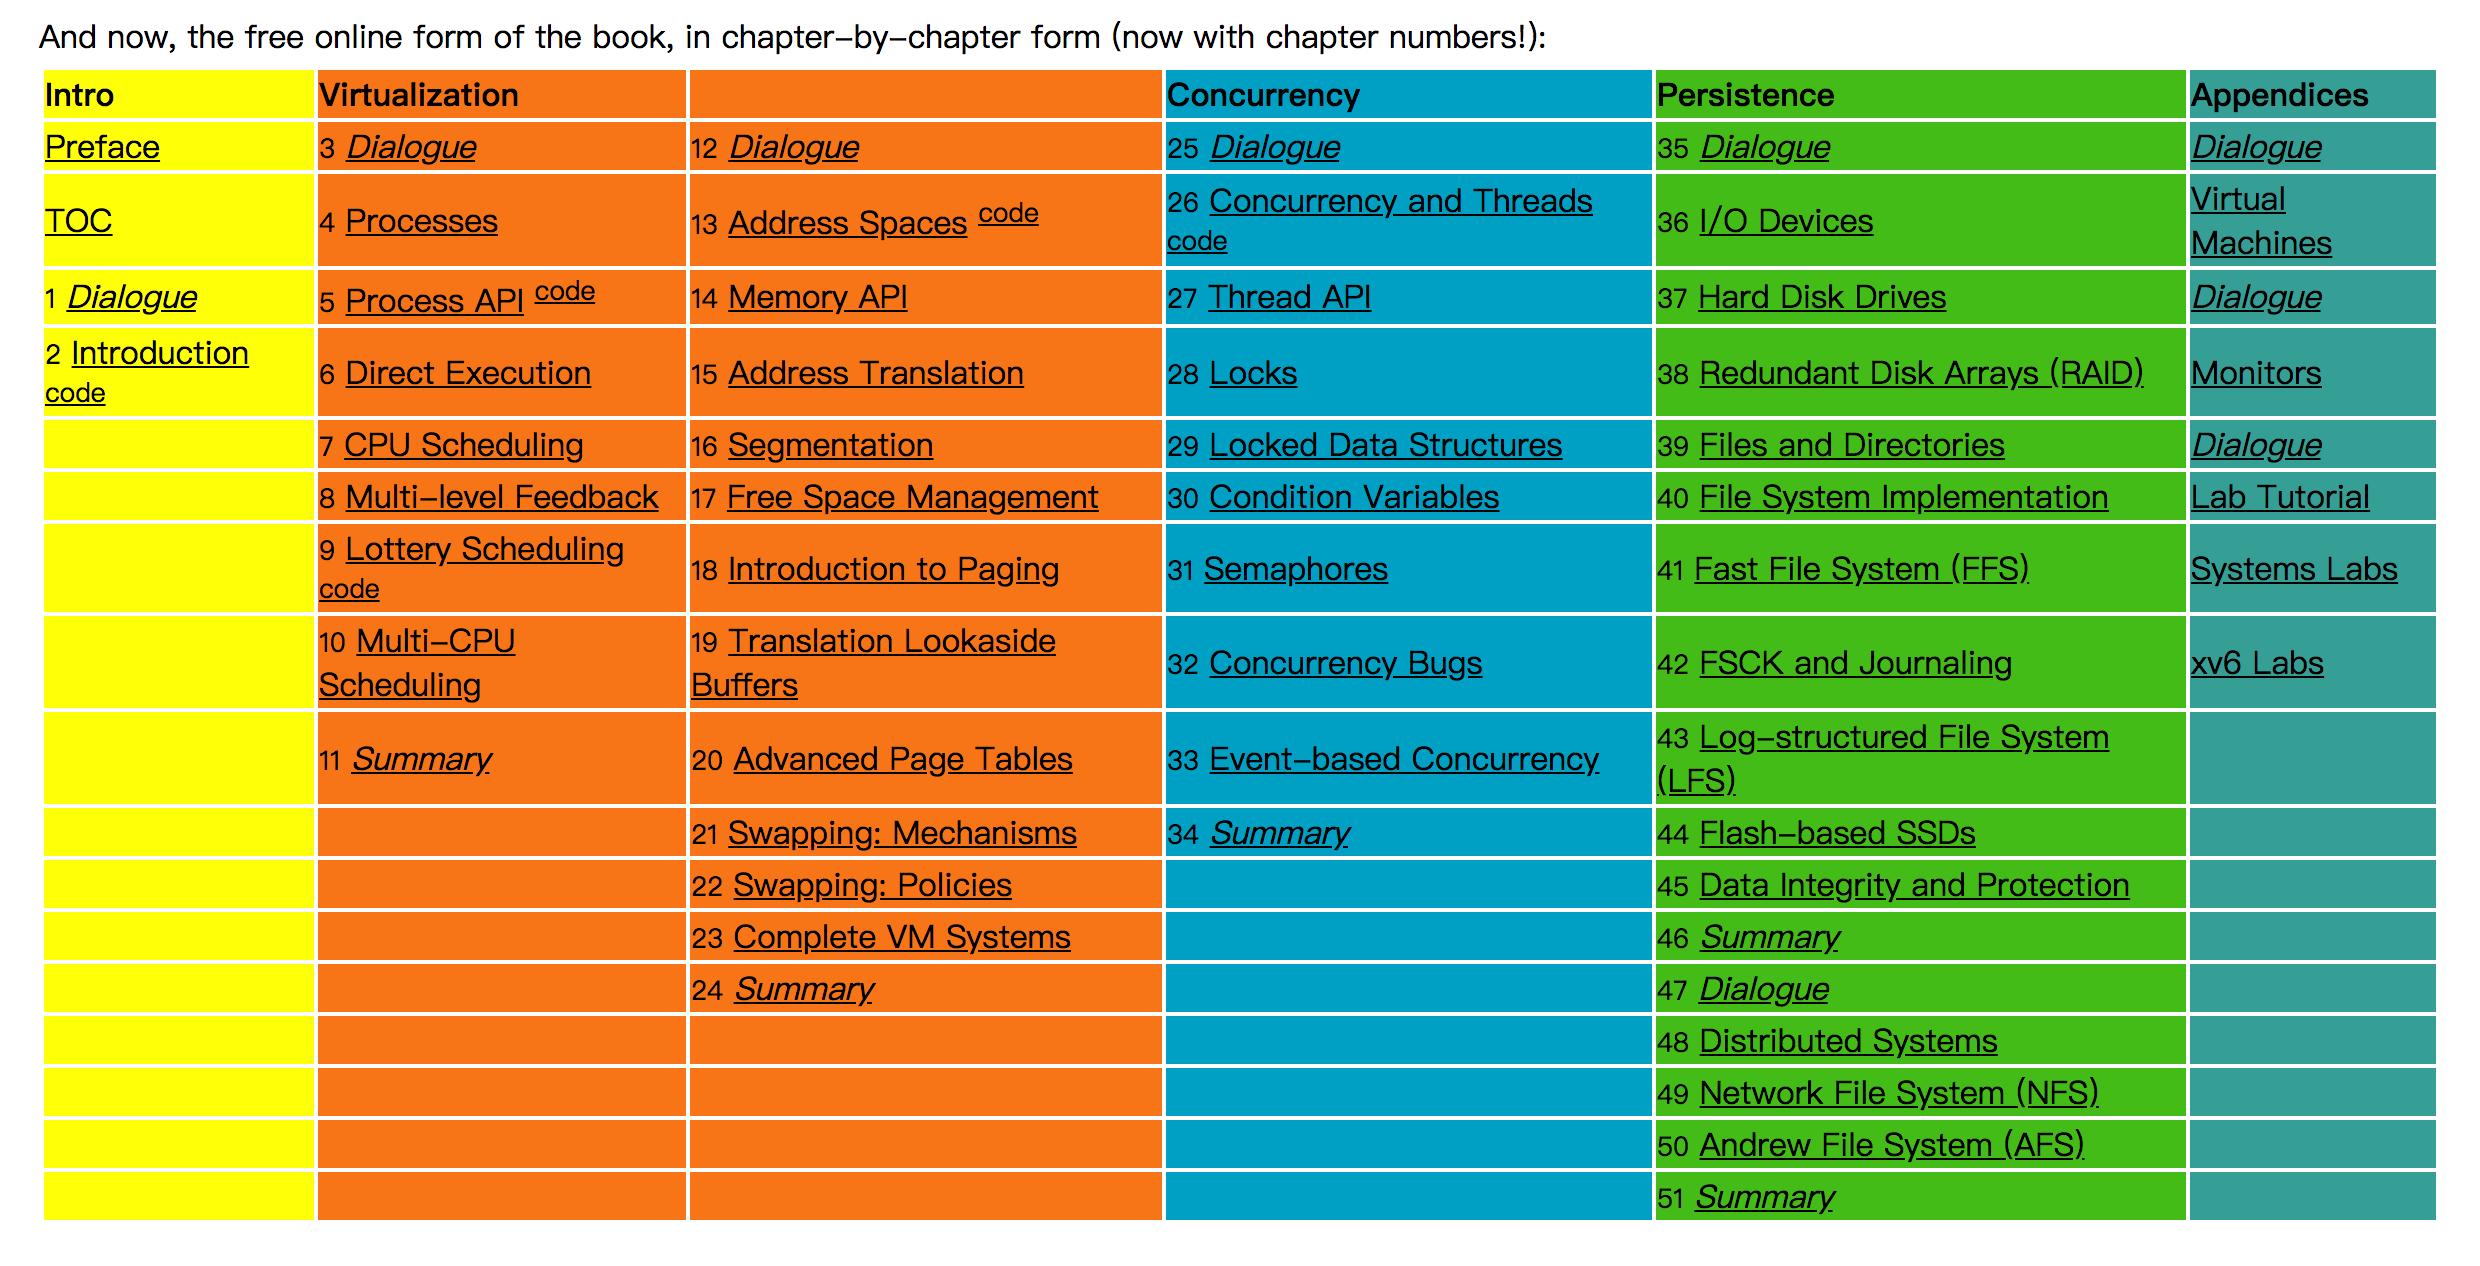 And now, the free online form of the book, in chapter–by–chapter form (now with chapter numbers!):
Intro Virtualization Concurrency Persistence Appendices
Preface 3 Dialogue 12 Dialogue 25 Dialogue 35 Dialogue Dialogue
TOC 4 Processes 13 Address Spaces code 26 Concurrency and Threads code 36 I/O Devices Virtual Machines
1 Dialogue 5 Process API code 14 Memory API 27 Thread API 37 Hard Disk Drives Dialogue
2 Introduction code 6 Direct Execution 15 Address Translation 28 Locks 38 Redundant Disk Arrays (RAID) Monitors
7 CPU Scheduling 16 Segmentation 29 Locked Data Structures 39 Files and Directories Dialogue
8 Multi–level Feedback 17 Free Space Management 30 Condition Variables 40 File System Implementation Lab Tutorial
9 Lottery Scheduling code 18 Introduction to Paging 31 Semaphores 41 Fast File System (FFS) Systems Labs
10 Multi–CPU Scheduling 19 Translation Lookaside Buffers 32 Concurrency Bugs 42 FSCK and Journaling xv6 Labs
11 Summary 20 Advanced Page Tables 33 Event–based Concurrency 43 Log–structured File System (LFS)
21 Swapping: Mechanisms 34 Summary 44 Flash–based SSDs
22 Swapping: Policies 45 Data Integrity and Protection
23 Complete VM Systems 46 Summary
24 Summary 47 Dialogue
48 Distributed Systems
49 Network File System (NFS)
50 Andrew File System (AFS)
51 Summary